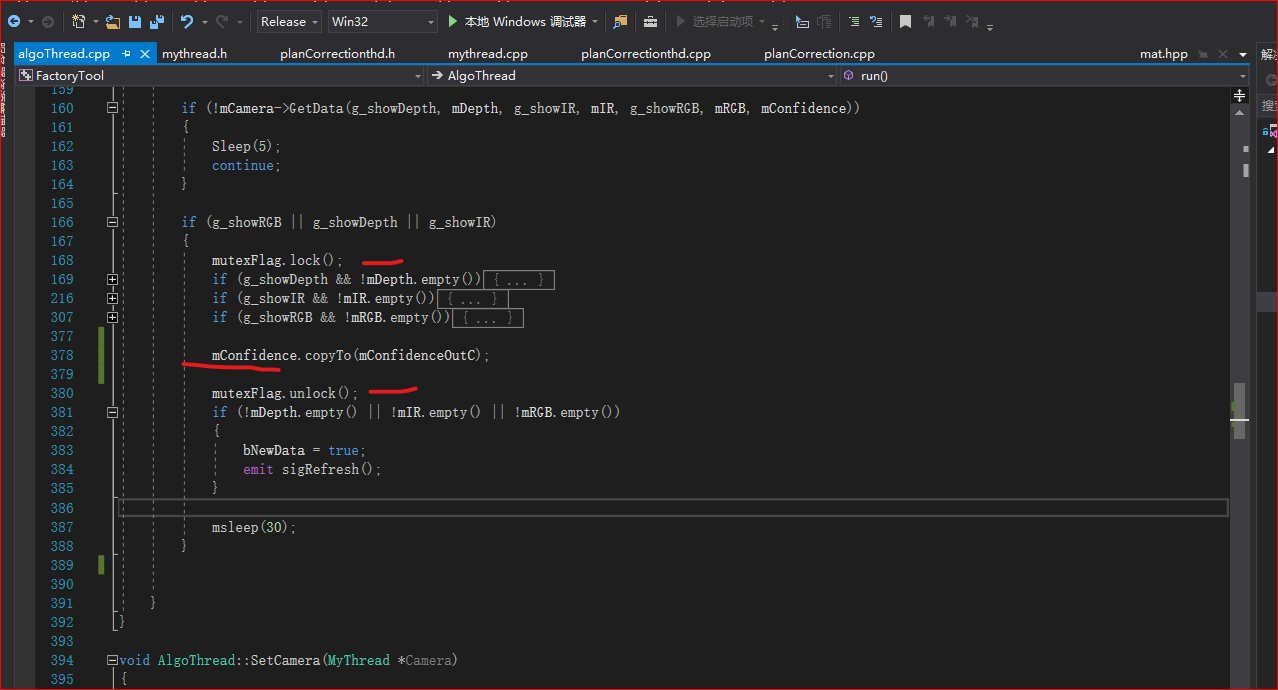 Release Win32 本地 Windows 调试器 选择启动项
algoThread.cpp mythread.h planCorrectionthd.h mythread.cpp planCorrectionthd.cpp planCorrection.cpp mat.hpp
FactoryTool AlgoThread run()
159
160 if (!mCamera->GetData(g_showDepth, mDepth, g_showIR, mIR, g_showRGB, mRGB, mConfidence))
161 {
162 Sleep(5);
163 continue;
164 }
165
166 if (g_showRGB || g_showDepth || g_showIR)
167 {
168 mutexFlag.lock();
169 if (g_showDepth && !mDepth.empty()) { ... }
216 if (g_showIR && !mIR.empty()) { ... }
307 if (g_showRGB && !mRGB.empty()) { ... }
377
378 mConfidence.copyTo(mConfidenceOutC);
379
380 mutexFlag.unlock();
381 if (!mDepth.empty() || !mIR.empty() || !mRGB.empty())
382 {
383 bNewData = true;
384 emit sigRefresh();
385 }
386
387 msleep(30);
388 }
389
390
391 }
392 }
393
394 void AlgoThread::SetCamera(MyThread *Camera)
395 {